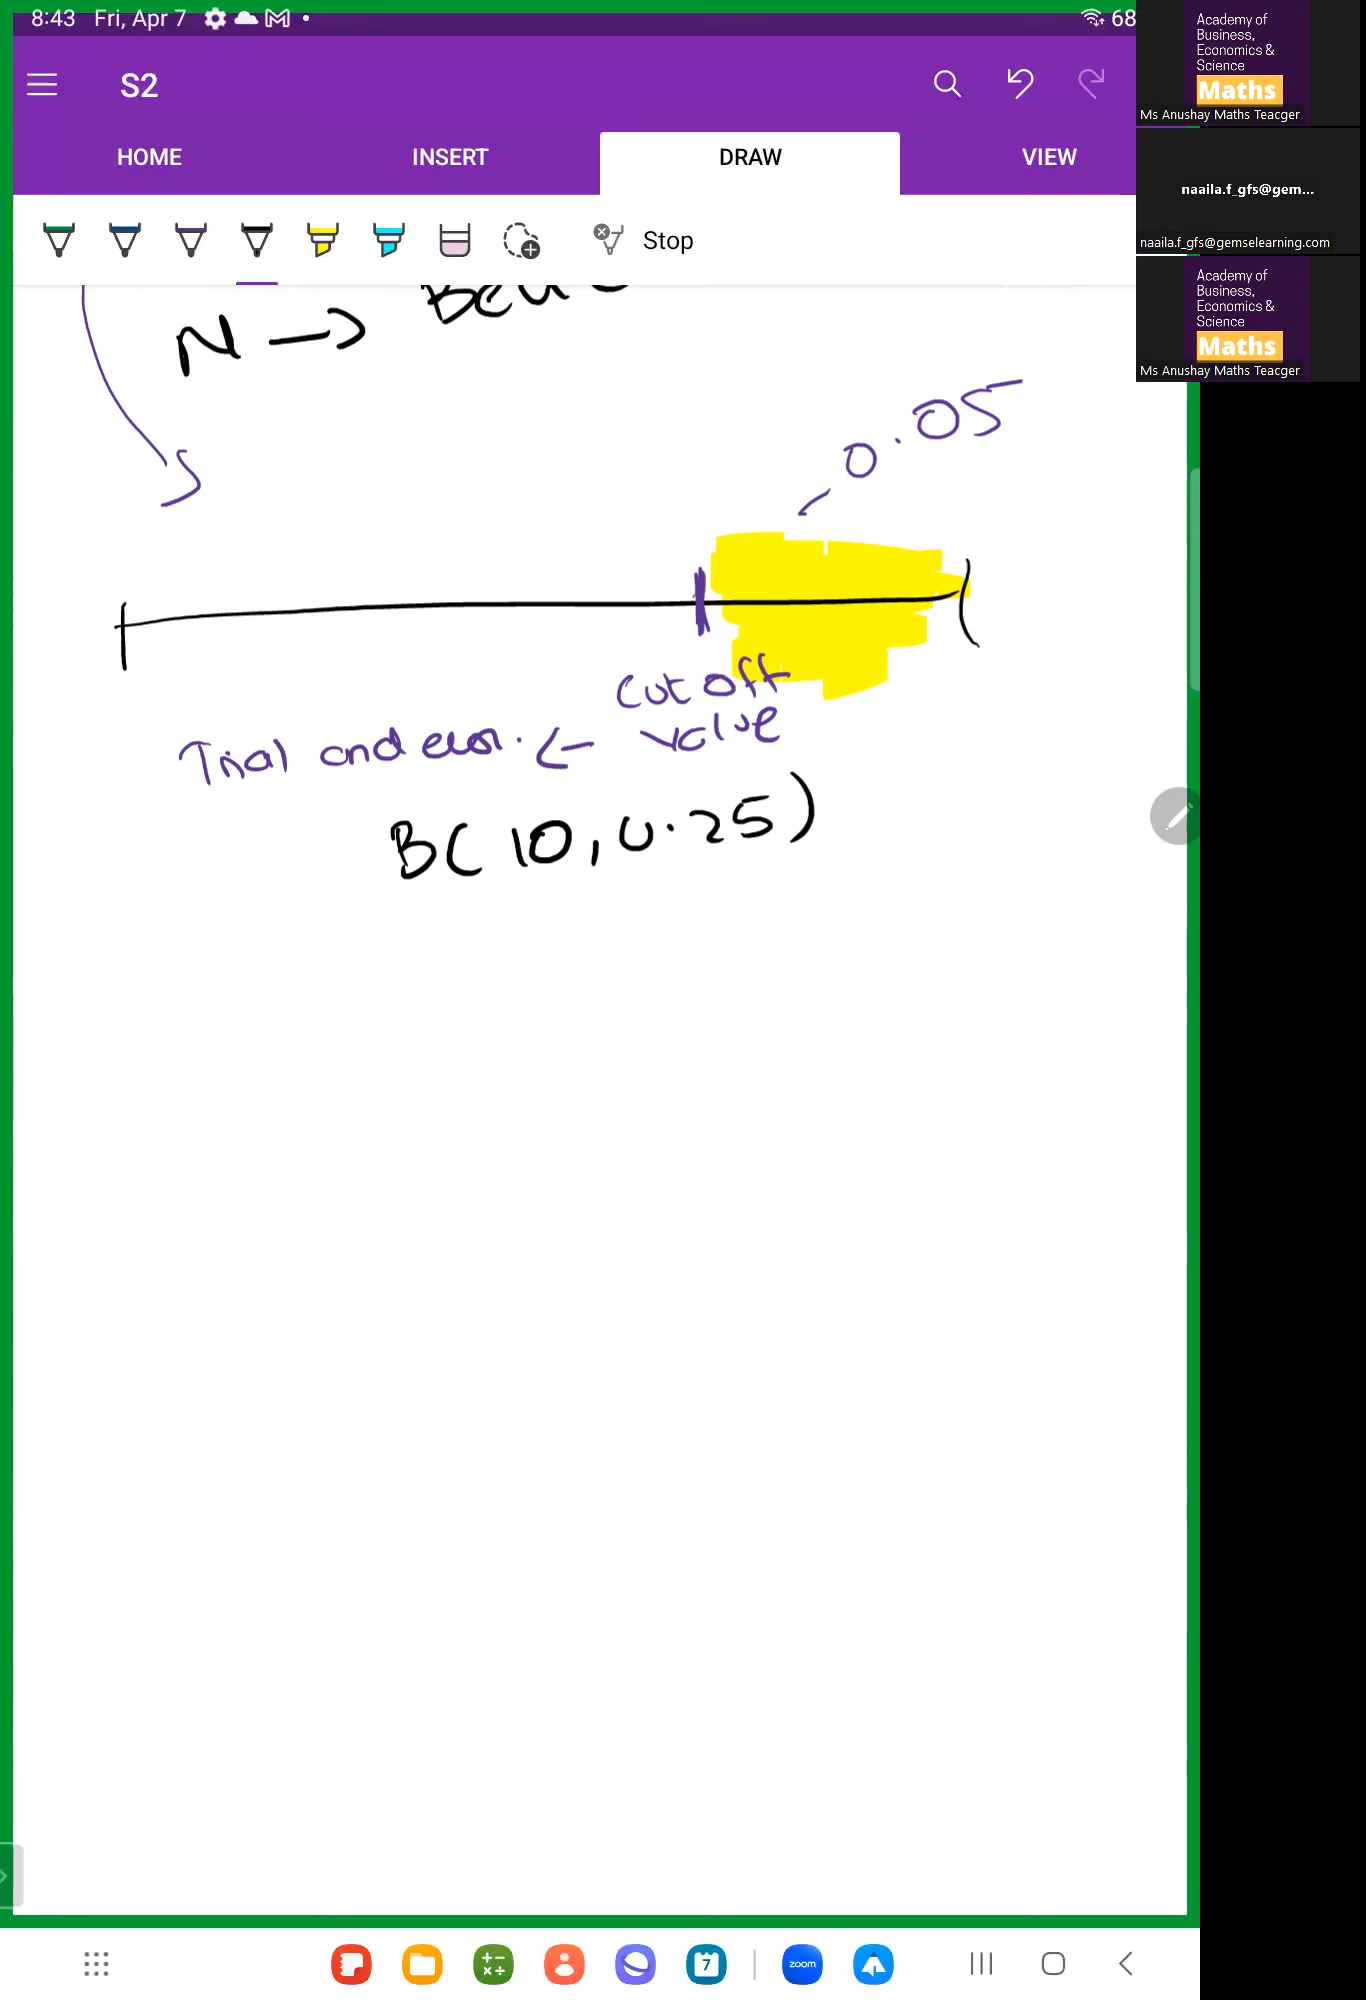 8:43 Fri, Apr 7 68
S2
HOME INSERT DRAW VIEW
Stop
Academy of
Business,
Economics &
Science
Maths
Ms Anushay Maths Teacger
naaila.f_gfs@gem...
naaila.f_gfs@gemselearning.com
Academy of
Business,
Economics &
Science
Maths
Ms Anushay Maths Teacger
N →
0.05
Cut off
value
Trial and error. ←
B(10, 0.25)
7
zoom